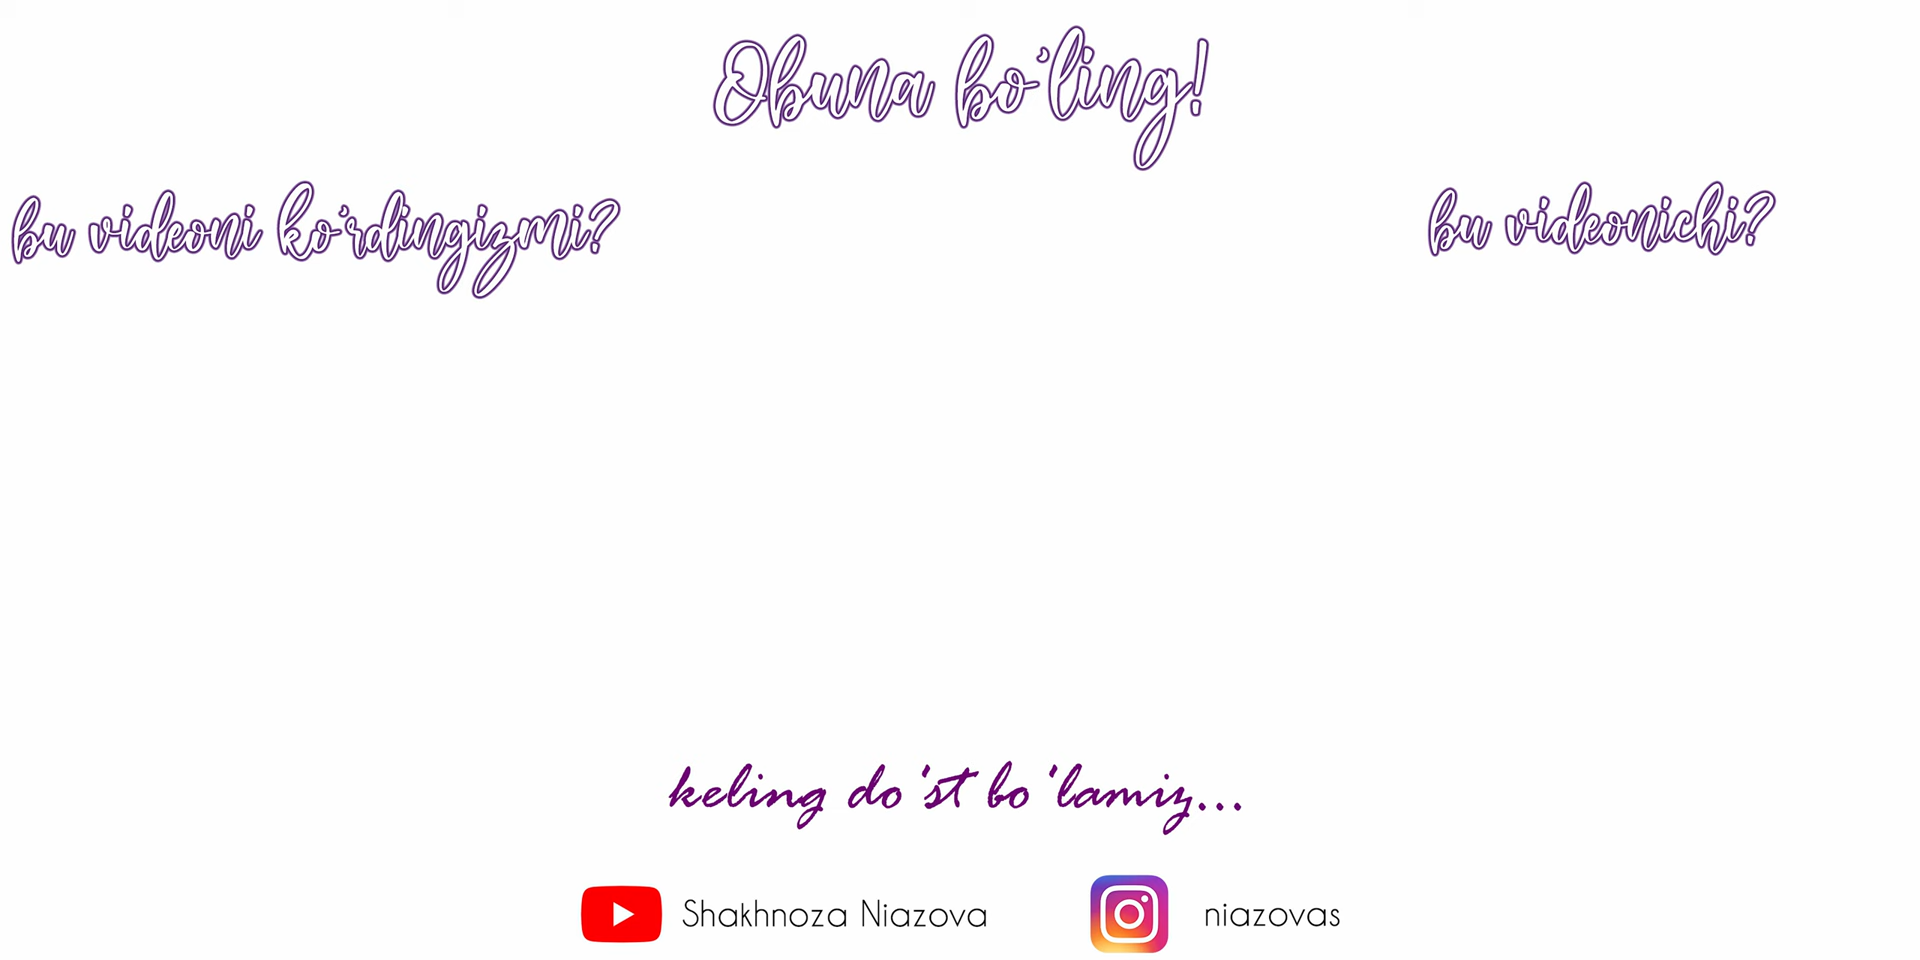 Obuna bo'ling!
bu videoni ko'rdingizmi?
bu videonichi?
keling do'st bo'lamiz...
Shakhnoza Niazova
niazovas